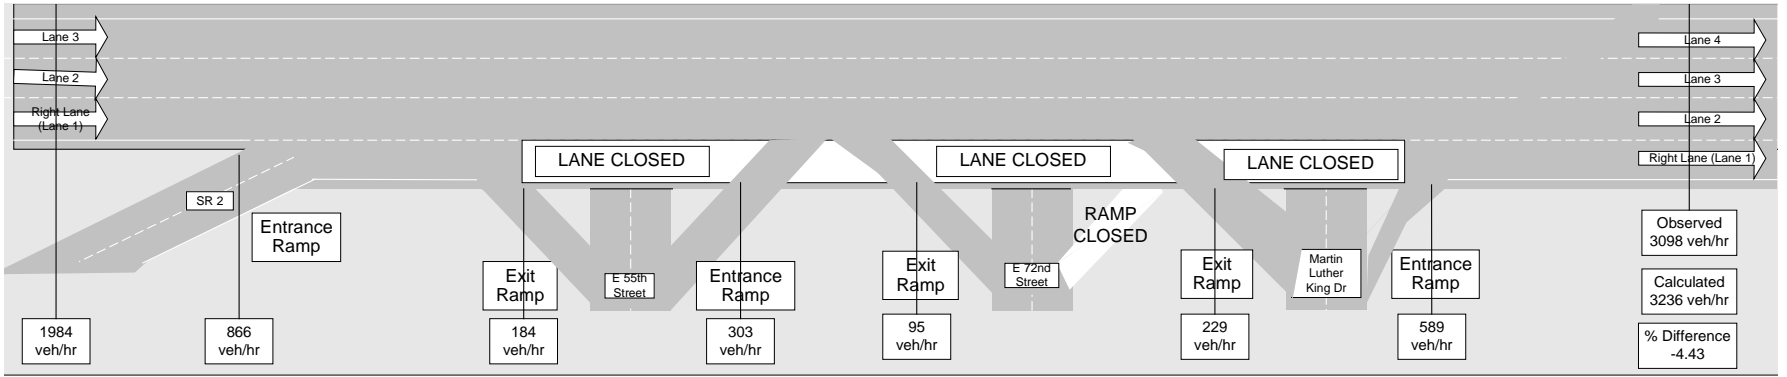 Lane 3
Lane 2
Right Lane
(Lane 1)
SR 2
Entrance
Ramp
1984
veh/hr
866
veh/hr
LANE CLOSED
Exit
Ramp
184
veh/hr
E 55th
Street
Entrance
Ramp
303
veh/hr
LANE CLOSED
Exit
Ramp
95
veh/hr
E 72nd
Street
RAMP
CLOSED
LANE CLOSED
Exit
Ramp
229
veh/hr
Martin
Luther
King Dr
Entrance
Ramp
589
veh/hr
Lane 4
Lane 3
Lane 2
Right Lane (Lane 1)
Observed
3098 veh/hr
Calculated
3236 veh/hr
% Difference
-4.43